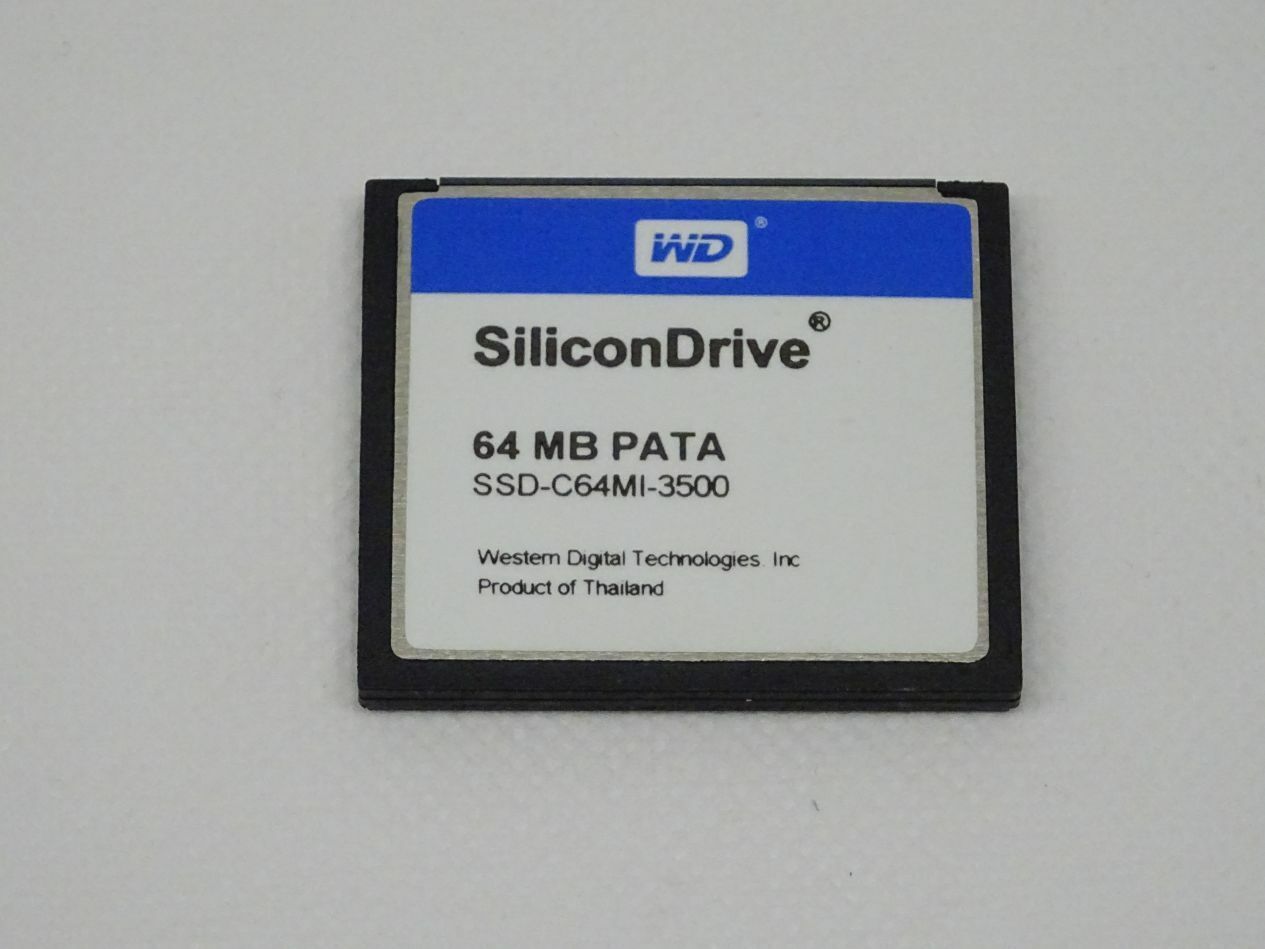 WD®
SiliconDrive®
64 MB PATA
SSD-C64MI-3500
Western Digital Technologies. Inc
Product of Thailand